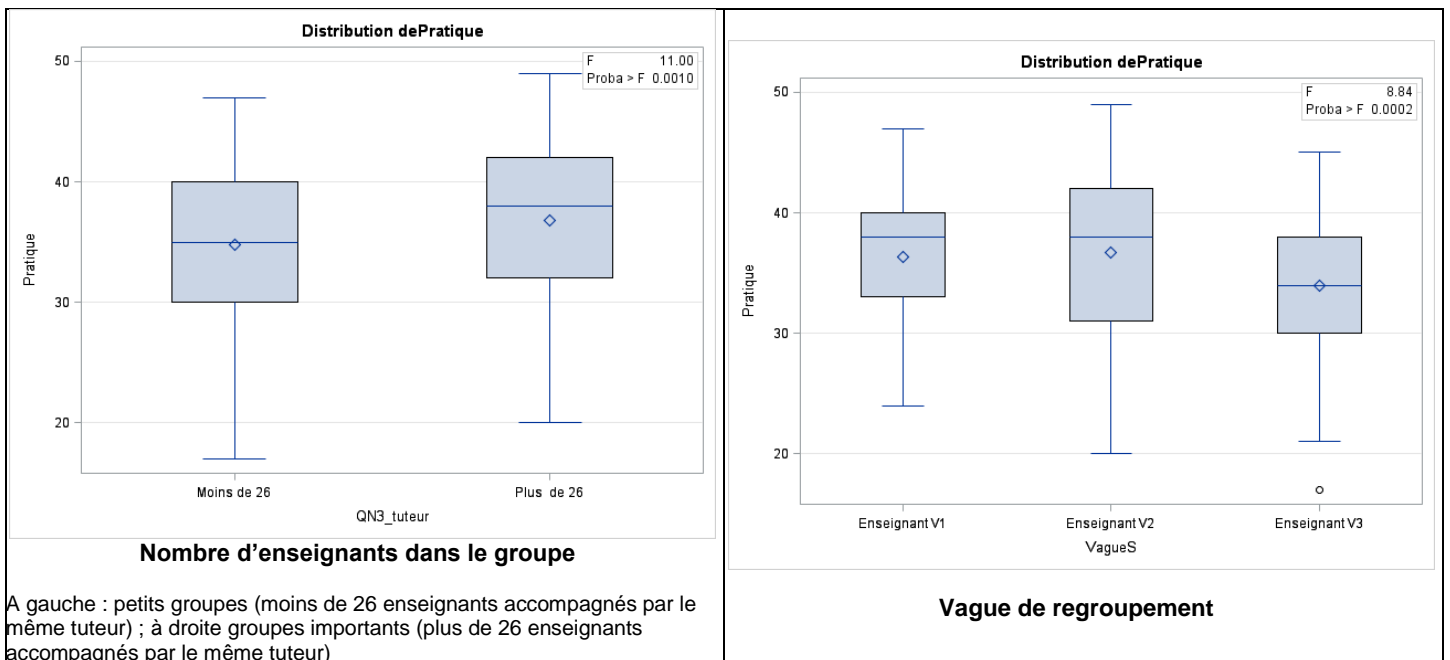 Distribution dePratique
F 11.00
Proba > F 0.0010
50
40
30
20
Pratique
Moins de 26
Plus de 26
QN3_tuteur
Nombre d’enseignants dans le groupe
A gauche : petits groupes (moins de 26 enseignants accompagnés par le
même tuteur) ; à droite groupes importants (plus de 26 enseignants
accompagnés par le même tuteur)
Distribution dePratique
F 8.84
Proba > F 0.0002
50
40
30
20
Pratique
Enseignant V1
Enseignant V2
Enseignant V3
VagueS
Vague de regroupement